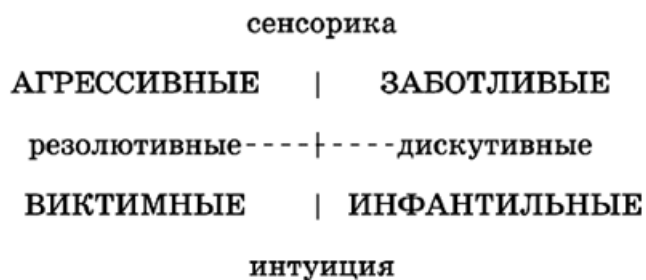 сенсорика
АГРЕССИВНЫЕ | ЗАБОТЛИВЫЕ
резолютивные----|----дискутивные
ВИКТИМНЫЕ | ИНФАНТИЛЬНЫЕ
интуиция